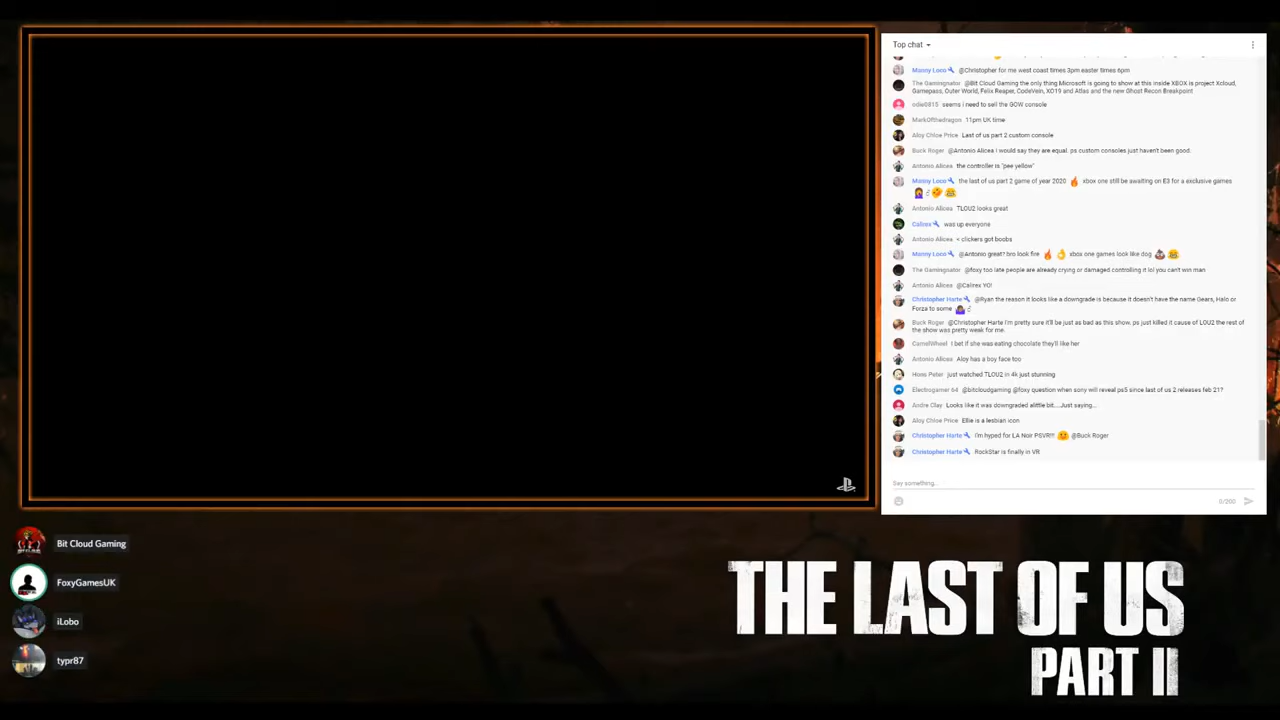 Top chat
Manny Loco @Christopher for me west coast times 3pm easter times 6pm
The Gamingnator @Bit Cloud Gaming the only thing Microsoft is going to show at this inside XBOX is project Xcloud,
Gamepass, Outer World, Felix Reaper, CodeVein, XO19 and Atlas and the new Ghost Recon Breakpoint
odie0815 seems i need to sell the GOW console
MarkOfthedragon 11pm UK time
Aloy Chloe Price Last of us part 2 custom console
Buck Roger @Antonio Alicea I would say they are equal. ps custom consoles just haven't been good.
Antonio Alicea the controller is "pee yellow"
Manny Loco the last of us part 2 game of year 2020 🔥 xbox one still be awaiting on E3 for a exclusive games
Antonio Alicea TLOU2 looks great
Calirex was up everyone
Antonio Alicea < clickers got boobs
Manny Loco @Antonio great? bro look fire 🔥 👌 xbox one games look like dog 💩
The Gamingnator @foxy too late people are already crying or damaged controlling it lol you can't win man
Antonio Alicea @Calirex YO!
Christopher Harte @Ryan the reason it looks like a downgrade is because it doesn't have the name Gears, Halo or
Forza to some
Buck Roger @Christopher Harte I'm pretty sure it'll be just as bad as this show. ps just killed it cause of LOU2 the rest of
the show was pretty weak for me.
CamelWheel I bet if she was eating chocolate they'll like her
Antonio Alicea Aloy has a boy face too
Hans Peter just watched TLOU2 in 4k just stunning
Electrogamer 64 @bitcloudgaming @foxy question when sony will reveal ps5 since last of us 2 releases feb 21?
Andre Clay Looks like it was downgraded alittle bit....Just saying...
Aloy Chloe Price Ellie is a lesbian icon
Christopher Harte I'm hyped for LA Noir PSVR!!! @Buck Roger
Christopher Harte RockStar is finally in VR
Say something...
0/200
Bit Cloud Gaming
FoxyGamesUK
iLobo
typr87
THE LAST OF US
PART II